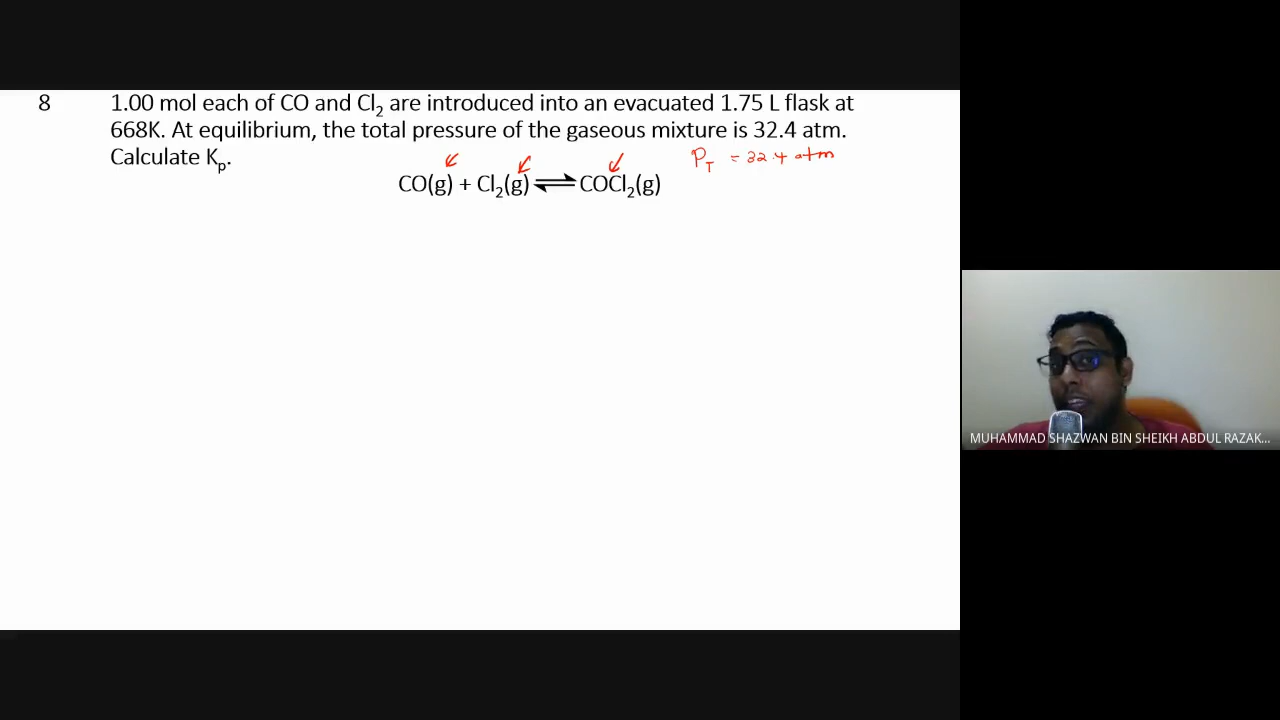 8 1.00 mol each of CO and Cl₂ are introduced into an evacuated 1.75 L flask at
668K. At equilibrium, the total pressure of the gaseous mixture is 32.4 atm.
Calculate Kₚ.
P_T = 32.4 atm
CO(g) + Cl₂(g) ⇌ COCl₂(g)
MUHAMMAD SHAZWAN BIN SHEIKH ABDUL RAZAK...